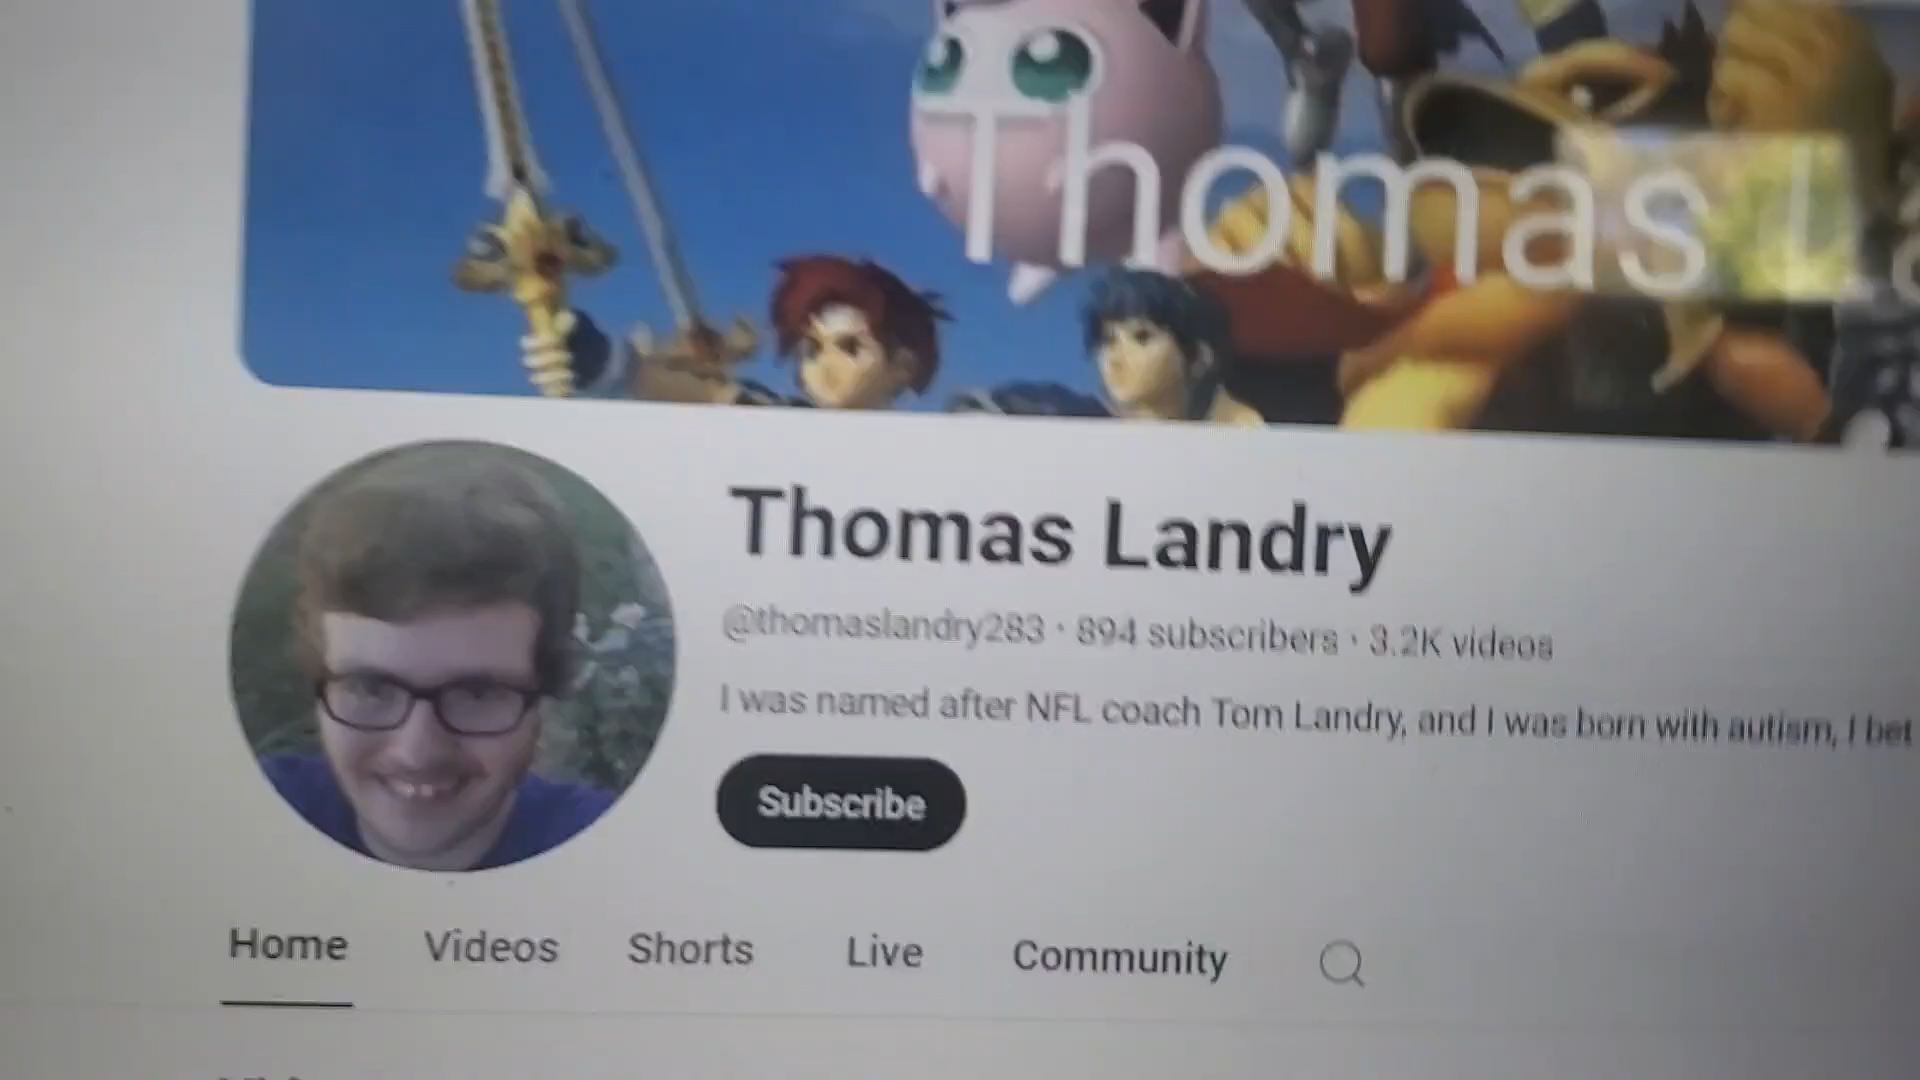 Thomas La
Thomas Landry
@thomaslandry283 · 894 subscribers · 3.2K videos
I was named after NFL coach Tom Landry, and I was born with autism, I bet
Subscribe
Home Videos Shorts Live Community